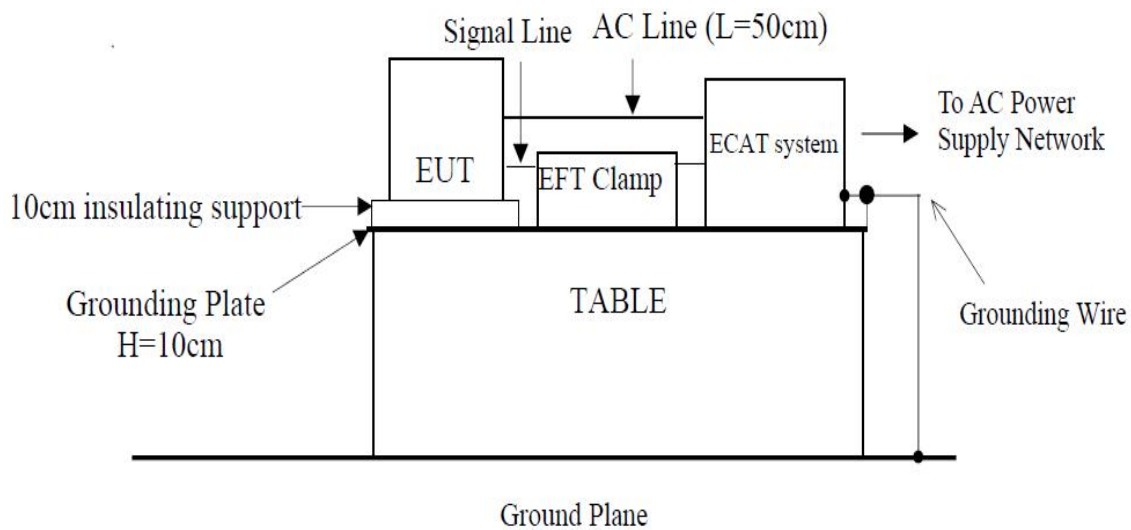 Signal Line
AC Line (L=50cm)
To AC Power
Supply Network
ECAT system
EUT
EFT Clamp
10cm insulating support
Grounding Plate
H=10cm
TABLE
Grounding Wire
Ground Plane